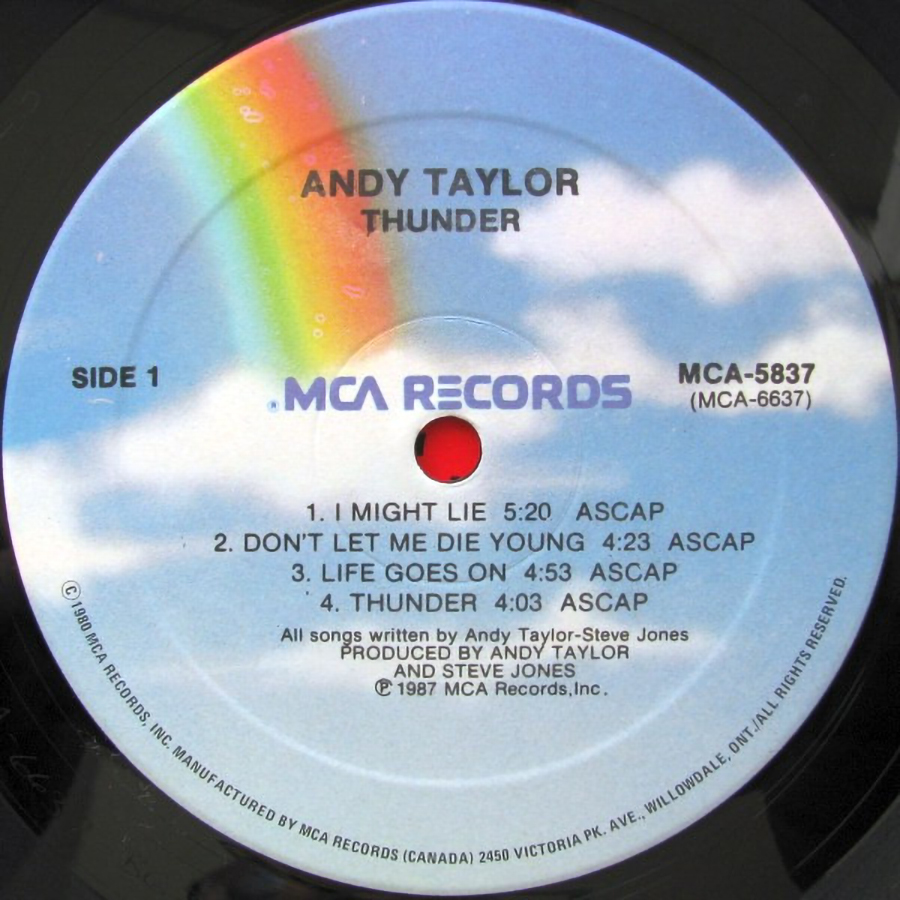 ANDY TAYLOR
THUNDER
SIDE 1
MCA RECORDS
®
MCA-5837
(MCA-6637)
1. I MIGHT LIE 5:20 ASCAP
2. DON'T LET ME DIE YOUNG 4:23 ASCAP
3. LIFE GOES ON 4:53 ASCAP
4. THUNDER 4:03 ASCAP
All songs written by Andy Taylor-Steve Jones
PRODUCED BY ANDY TAYLOR
AND STEVE JONES
℗ 1987 MCA Records,Inc.
© 1980 MCA RECORDS, INC. MANUFACTURED BY MCA RECORDS (CANADA) 2450 VICTORIA PK. AVE., WILLOWDALE, ONT./ALL RIGHTS RESERVED.